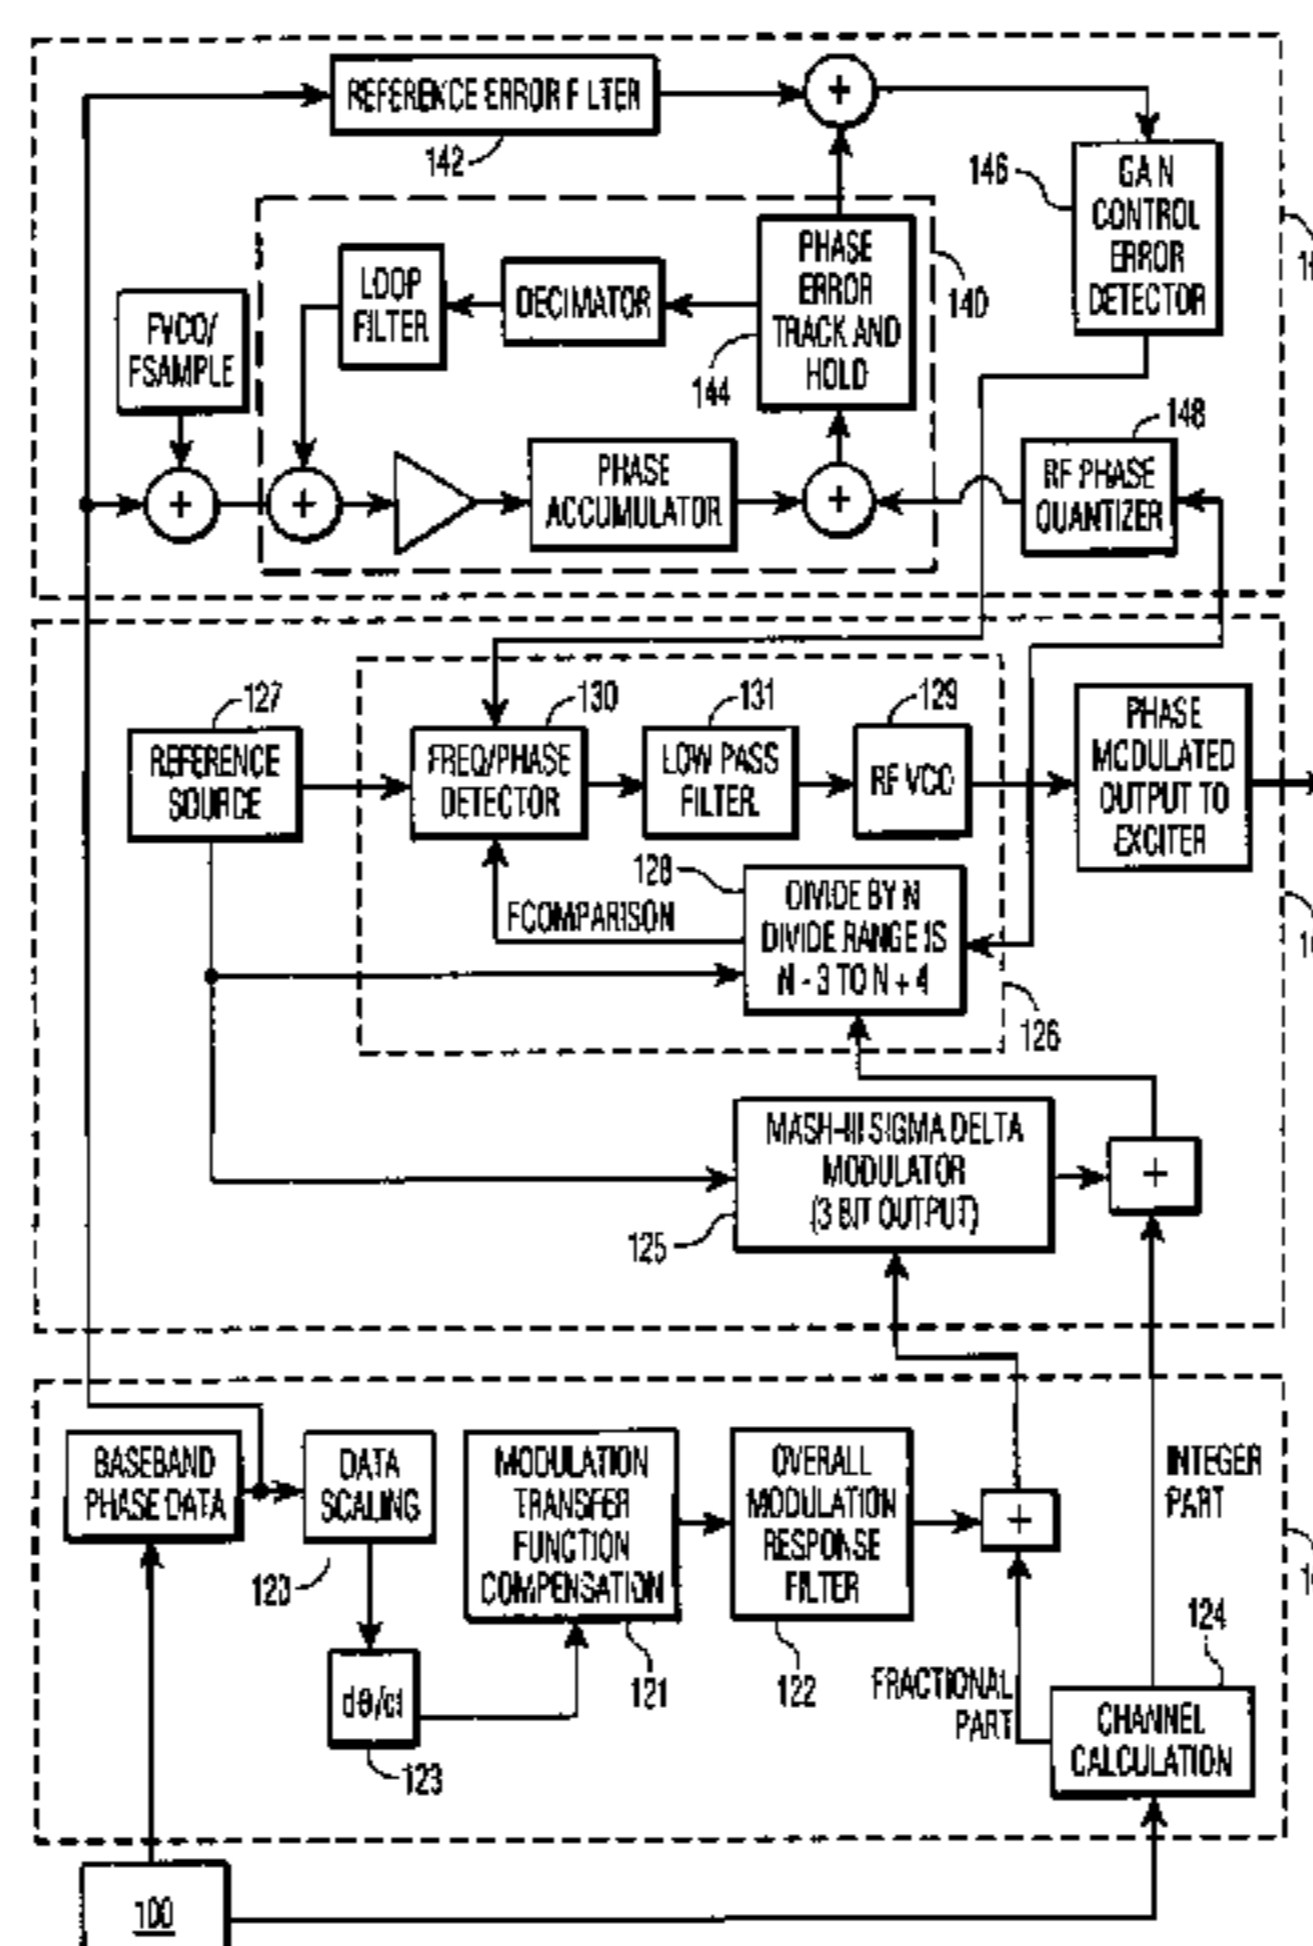 REFERENCE ERROR FILTER
+
142
146
GAIN
CONTROL
ERROR
DETECTOR
PHASE
ERROR
TRACK AND
HOLD
140
144
LOOP
FILTER
DECIMATOR
FVCO/
FSAMPLE
148
RF PHASE
QUANTIZER
+
+
PHASE
ACCUMULATOR
+
127
REFERENCE
SOURCE
130
FREQ/PHASE
DETECTOR
131
LOW PASS
FILTER
129
RF VCO
PHASE
MODULATED
OUTPUT TO
EXCITER
128
DIVIDE BY N
DIVIDE RANGE IS
N - 3 TO N + 4
FCOMPARISON
126
MASH-III SIGMA DELTA
MODULATOR
(3 BIT OUTPUT)
125
+
BASEBAND
PHASE DATA
DATA
SCALING
120
MODULATION
TRANSFER
FUNCTION
COMPENSATION
121
OVERALL
MODULATION
RESPONSE
FILTER
122
+
INTEGER
PART
dθ/dt
123
FRACTIONAL
PART
124
CHANNEL
CALCULATION
100